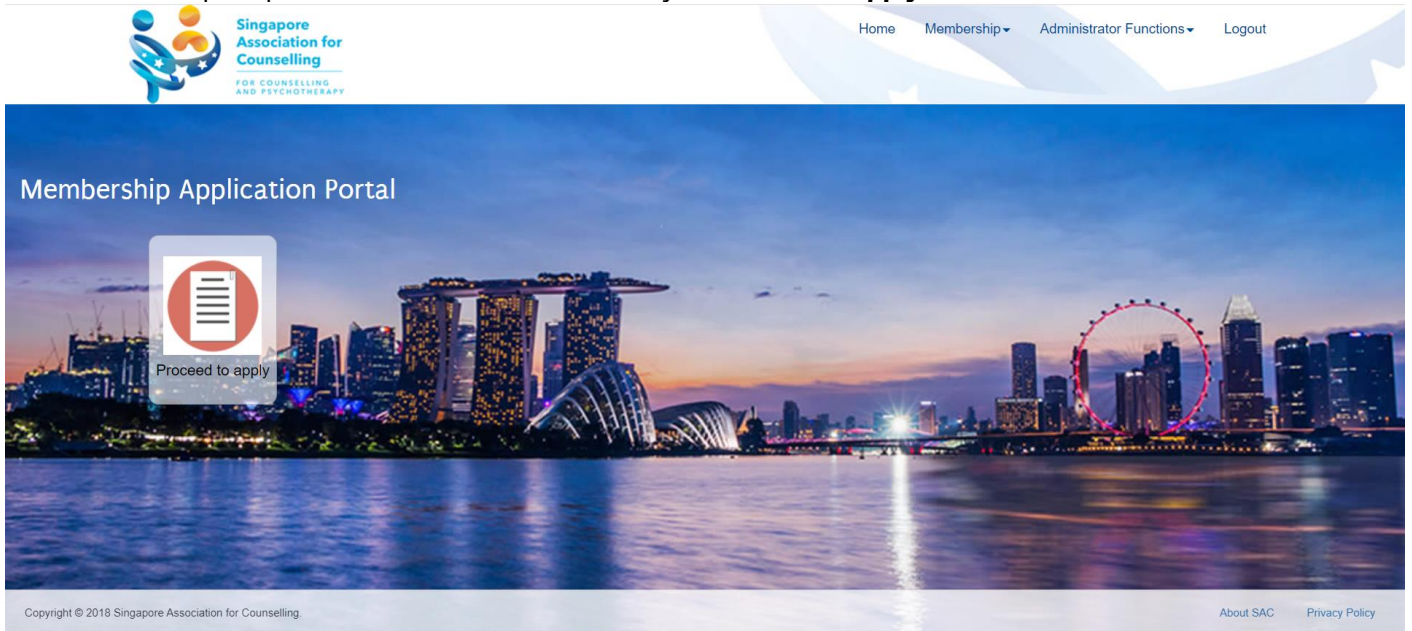 Singapore
Association for
Counselling
FOR COUNSELLING
AND PSYCHOTHERAPY
Home Membership Administrator Functions Logout
Membership Application Portal
Proceed to apply
Copyright © 2018 Singapore Association for Counselling.
About SAC Privacy Policy